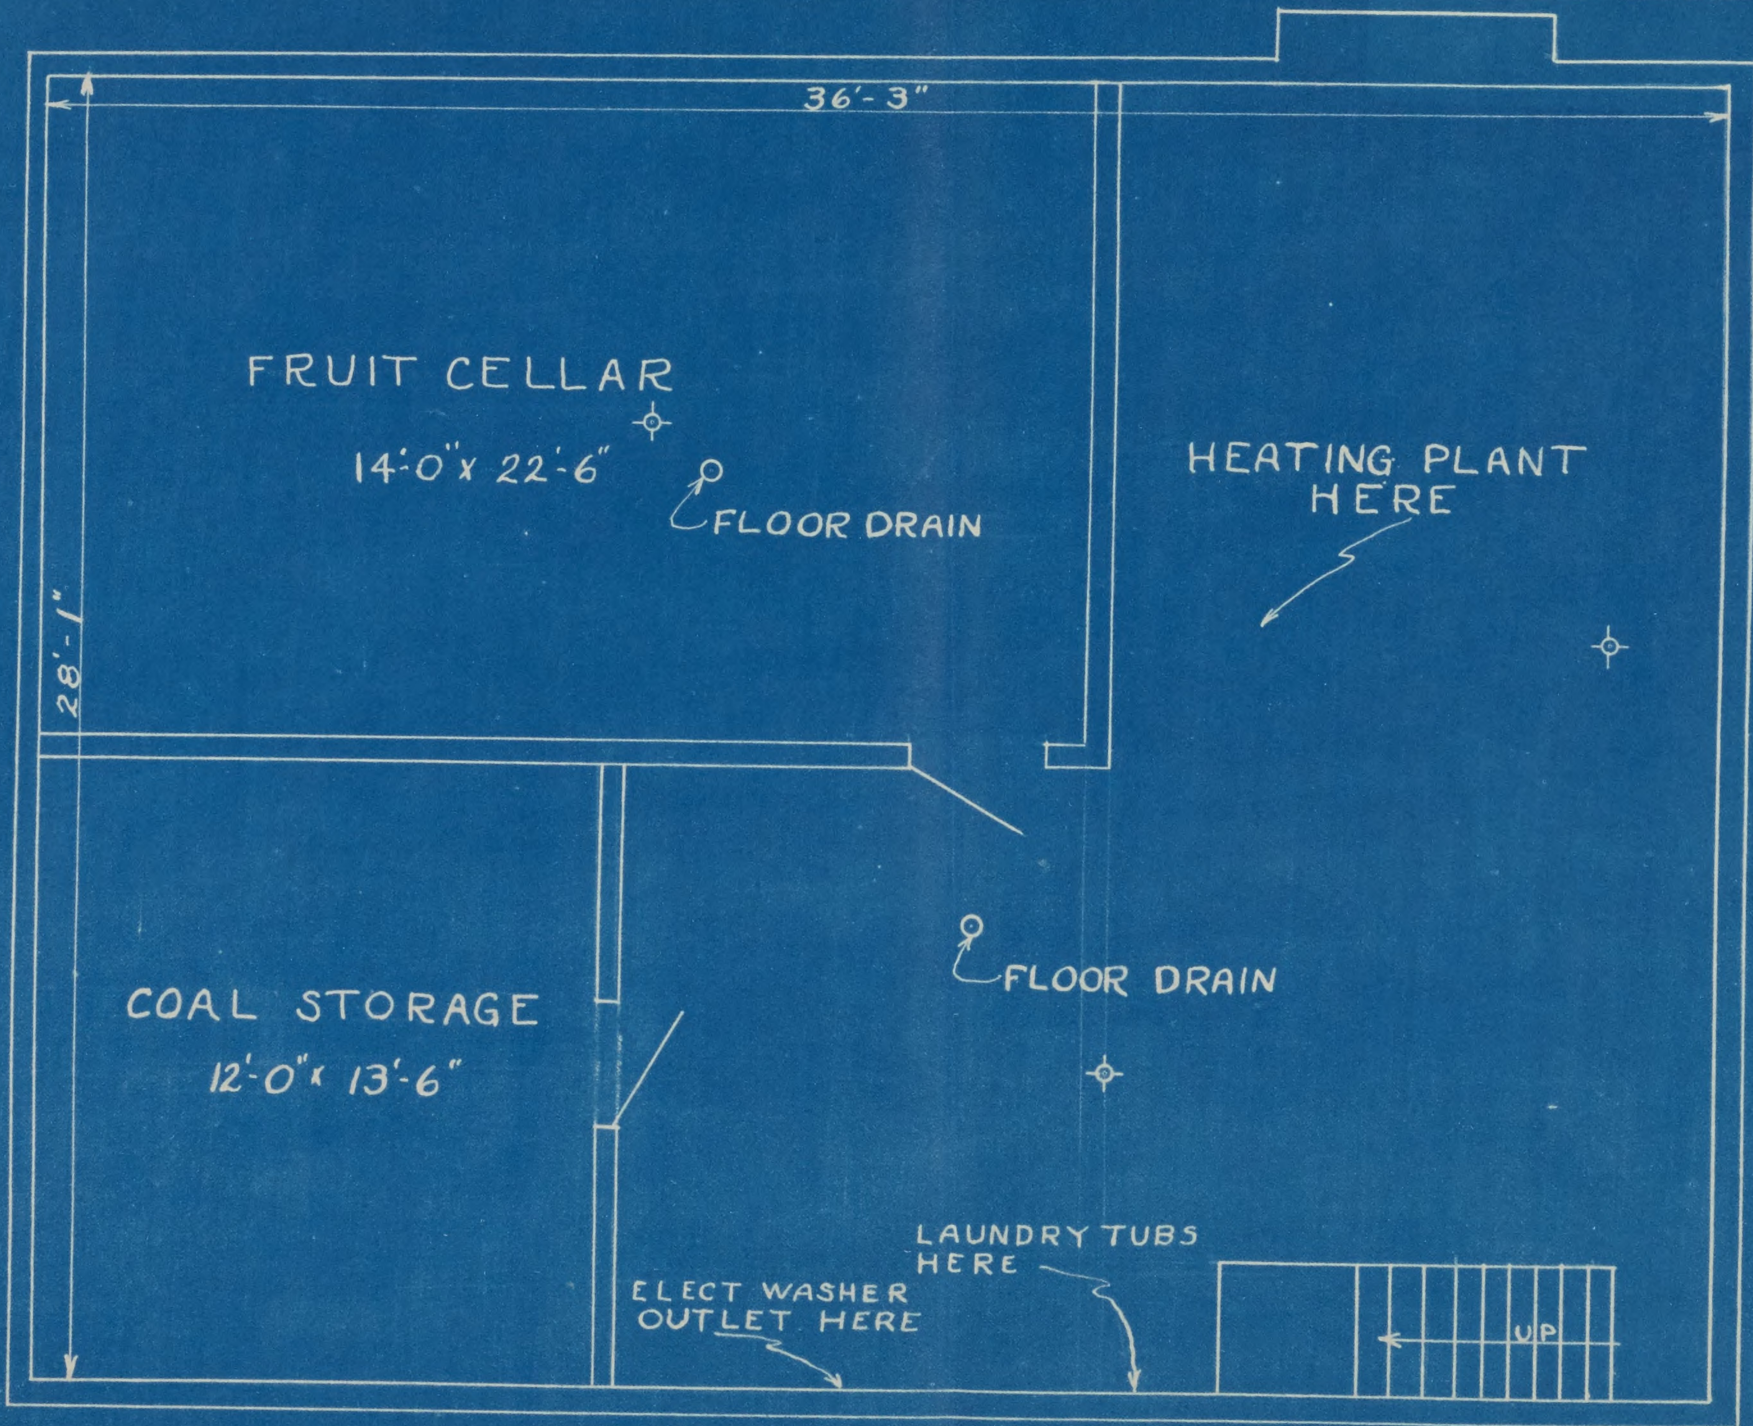 36'-3"
FRUIT CELLAR
14'-0" x 22'-6"
FLOOR DRAIN
HEATING PLANT
HERE
28'-1"
FLOOR DRAIN
COAL STORAGE
12'-0" x 13'-6"
LAUNDRY TUBS
HERE
ELECT WASHER
OUTLET HERE
UP